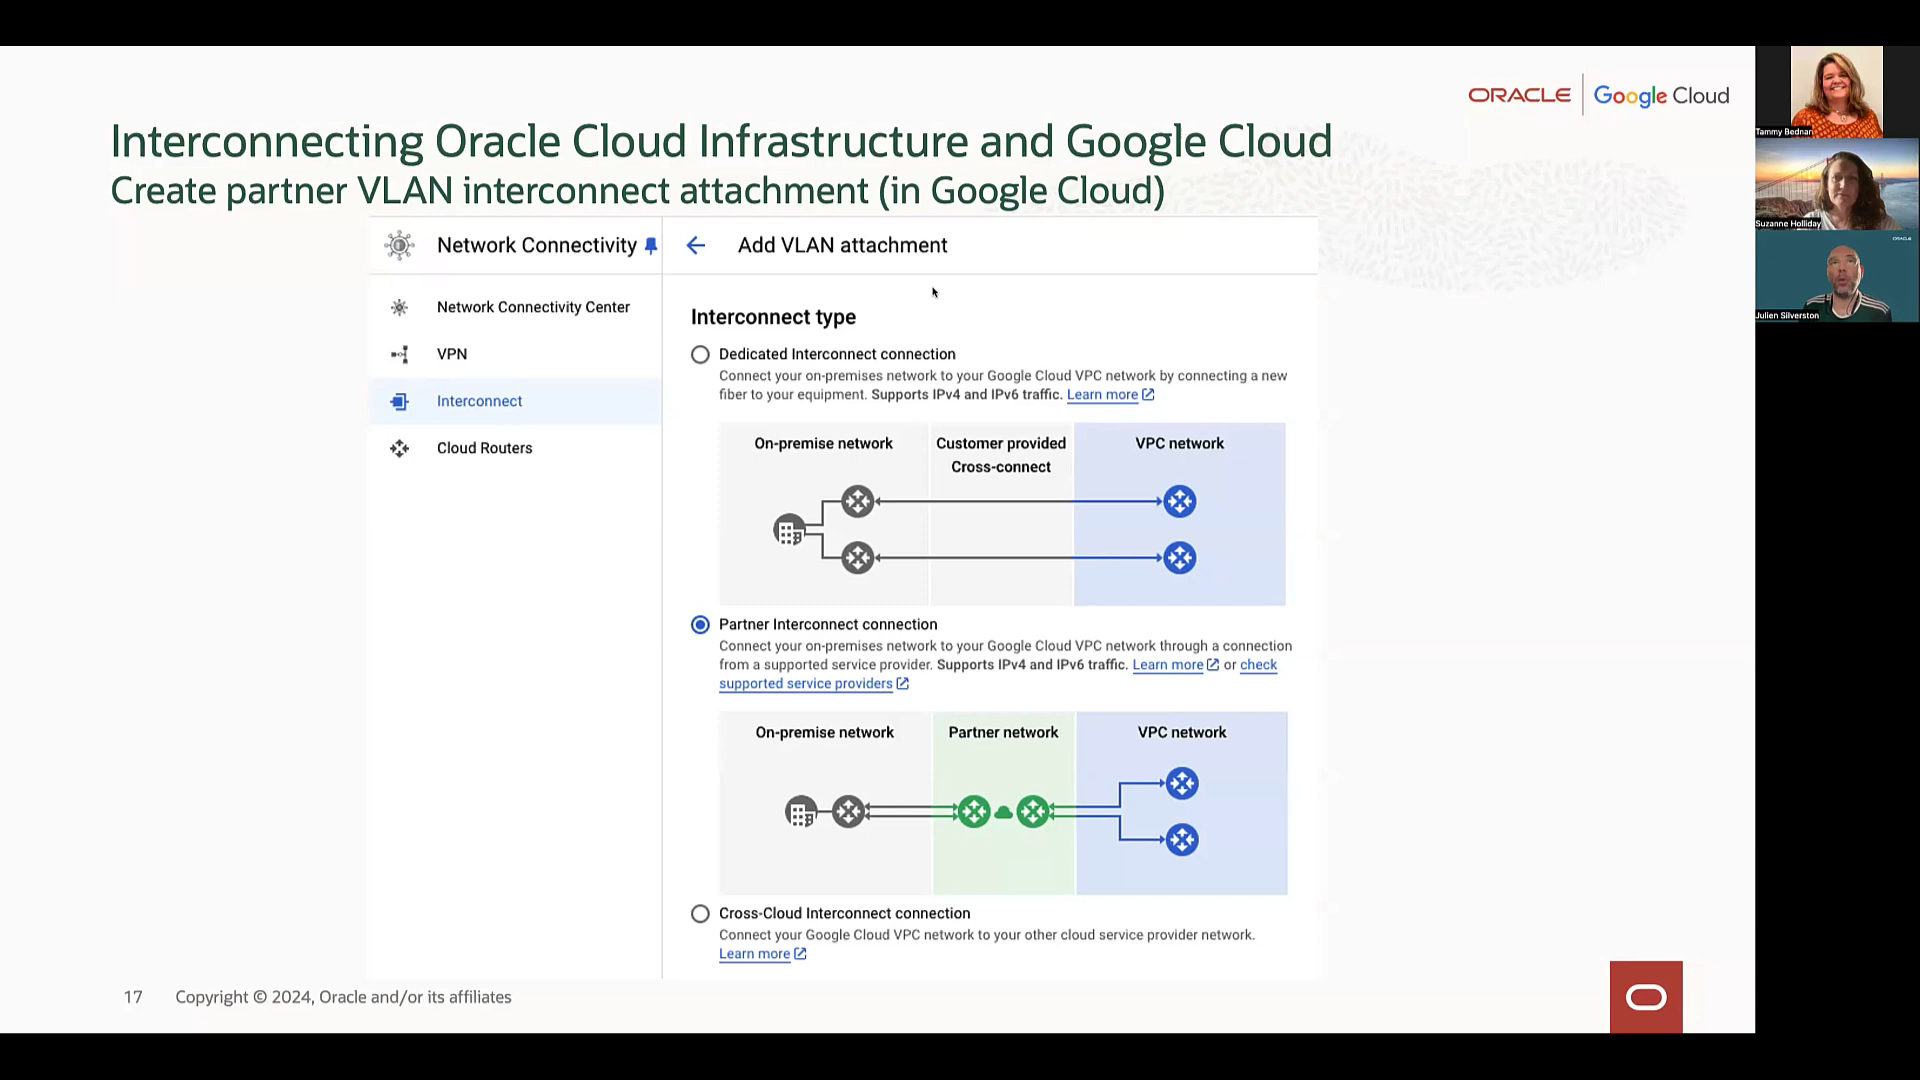 ORACLE | Google Cloud
Interconnecting Oracle Cloud Infrastructure and Google Cloud
Create partner VLAN interconnect attachment (in Google Cloud)
Network Connectivity
Network Connectivity Center
VPN
Interconnect
Cloud Routers
Add VLAN attachment
Interconnect type
Dedicated Interconnect connection
Connect your on-premises network to your Google Cloud VPC network by connecting a new
fiber to your equipment. Supports IPv4 and IPv6 traffic. Learn more
On-premise network
Customer provided
Cross-connect
VPC network
Partner Interconnect connection
Connect your on-premises network to your Google Cloud VPC network through a connection
from a supported service provider. Supports IPv4 and IPv6 traffic. Learn more or check
supported service providers
On-premise network
Partner network
VPC network
Cross-Cloud Interconnect connection
Connect your Google Cloud VPC network to your other cloud service provider network.
Learn more
17
Copyright © 2024, Oracle and/or its affiliates
Tammy Bednar
Suzanne Holliday
ORACLE
Julien Silverston